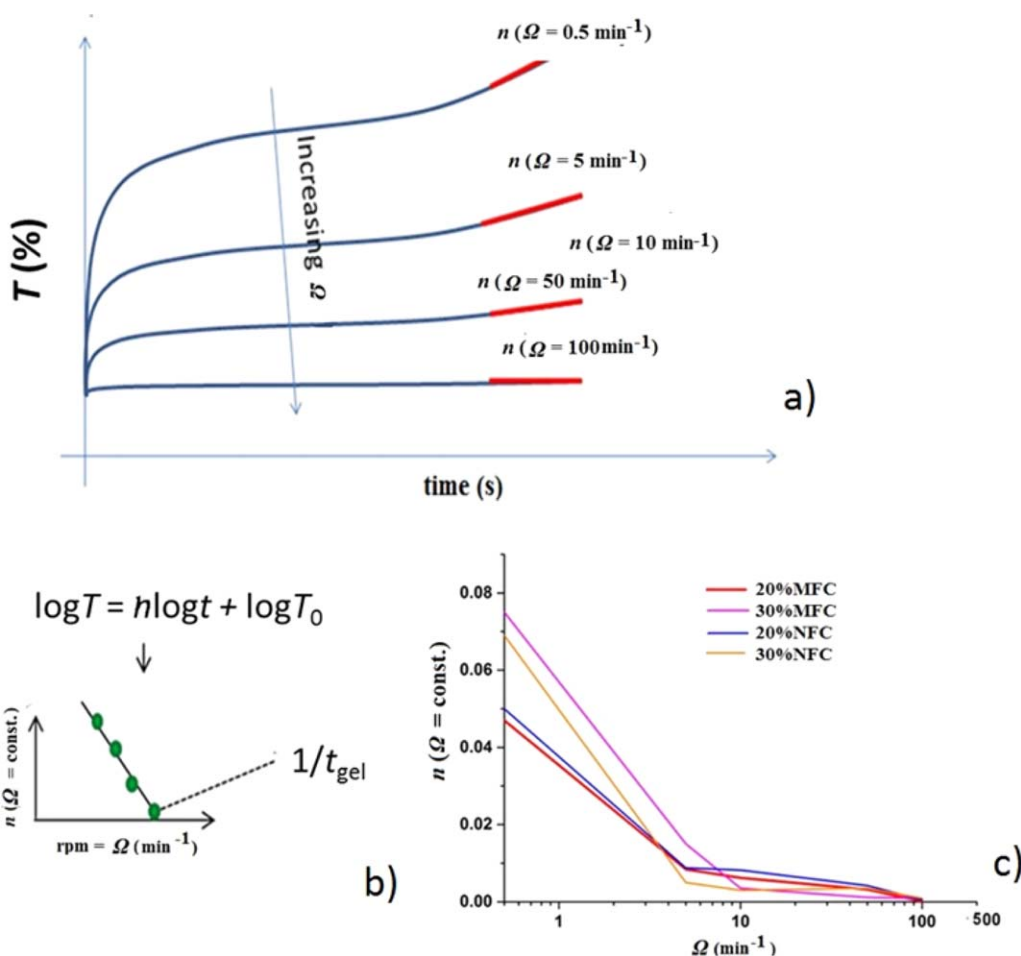 n (Ω = 0.5 min-1)
n (Ω = 5 min-1)
n (Ω = 10 min-1)
n (Ω = 50 min-1)
n (Ω = 100min-1)
Increasing Ω
T (%)
time (s)
a)
logT = hlogt + logT0
n (Ω = const.)
1/tgel
rpm = Ω (min -1)
b)
20%MFC
30%MFC
20%NFC
30%NFC
n (Ω = const.)
0.08
0.06
0.04
0.02
0.00
1
10
100
500
Ω (min-1)
c)